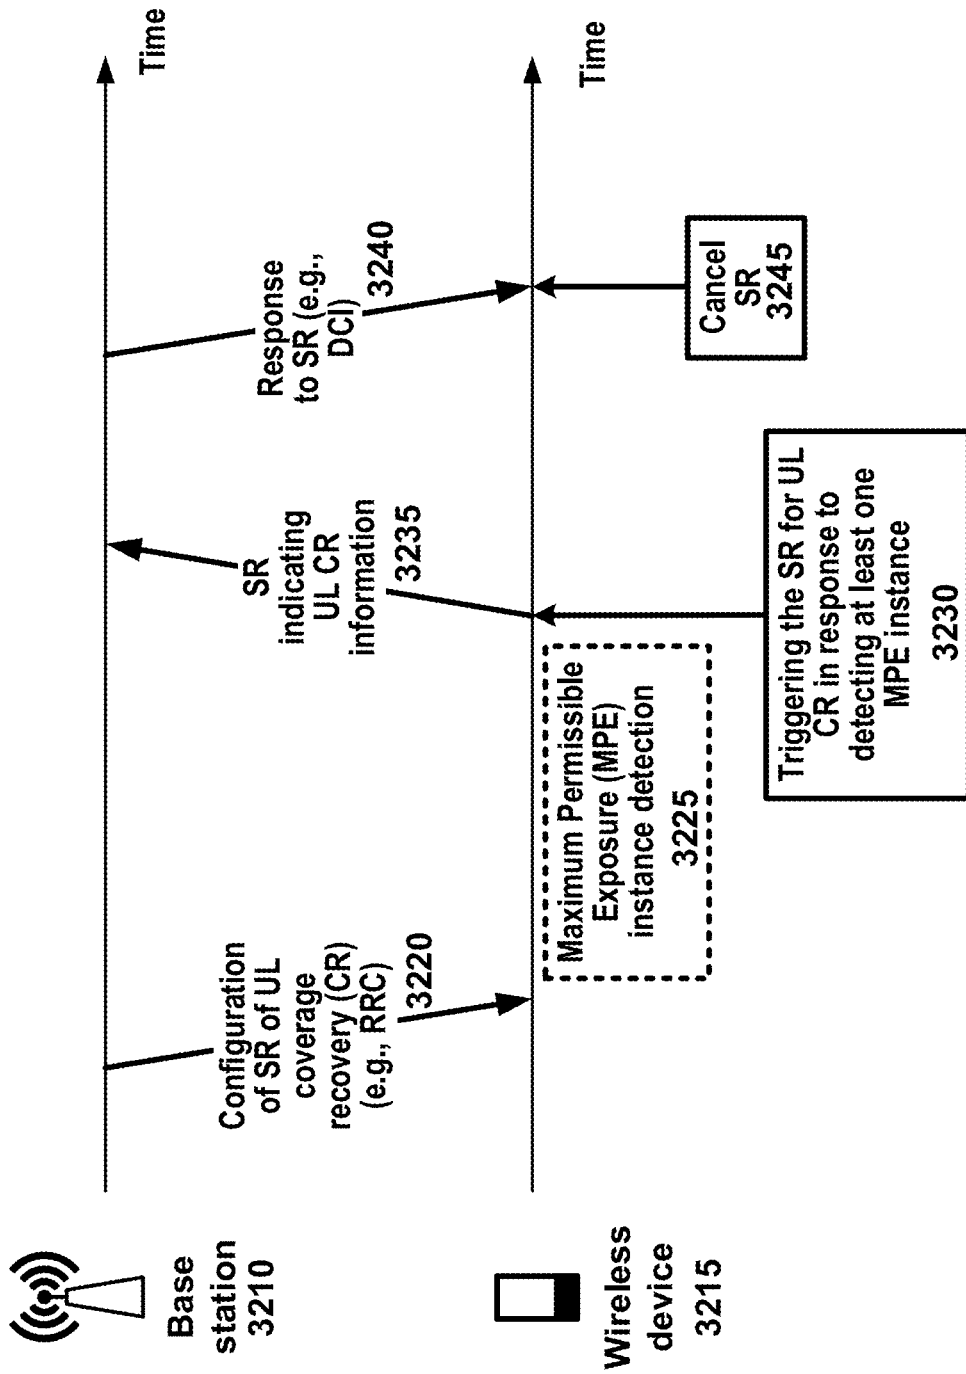 Base
station
3210
Time
Configuration
of SR of UL
coverage
recovery (CR)
(e.g., RRC)
3220
SR
indicating
UL CR
information
3235
Response
to SR (e.g.,
DCI)
3240
Wireless
device
3215
Time
Maximum Permissible
Exposure (MPE)
instance detection
3225
Triggering the SR for UL
CR in response to
detecting at least one
MPE instance
3230
Cancel
SR
3245